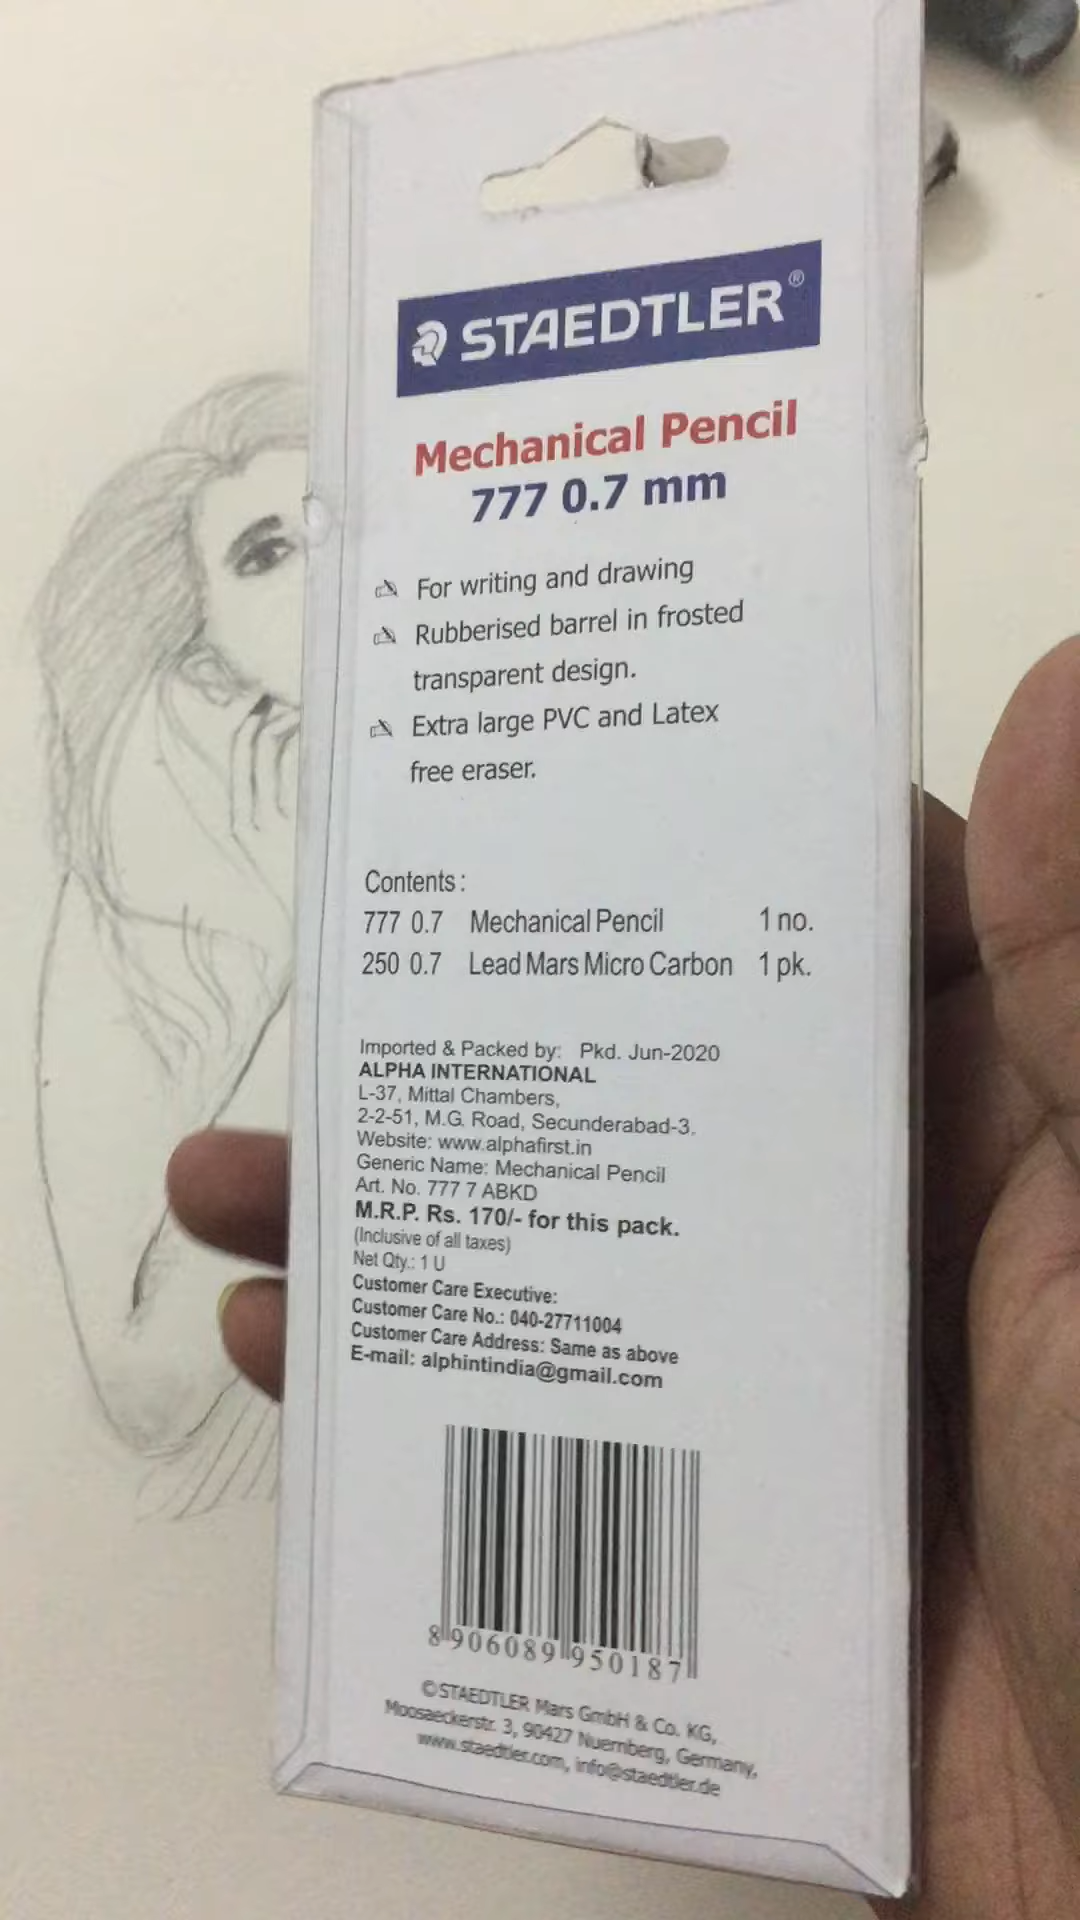 STAEDTLER®
Mechanical Pencil
777 0.7 mm
For writing and drawing
Rubberised barrel in frosted
transparent design.
Extra large PVC and Latex
free eraser.
Contents :
777 0.7 Mechanical Pencil 1 no.
250 0.7 Lead Mars Micro Carbon 1 pk.
Imported & Packed by: Pkd. Jun-2020
ALPHA INTERNATIONAL
L-37, Mittal Chambers,
2-2-51, M.G. Road, Secunderabad-3.
Website: www.alphafirst.in
Generic Name: Mechanical Pencil
Art. No. 777 7 ABKD
M.R.P. Rs. 170/- for this pack.
(Inclusive of all taxes)
Net Qty.: 1 U
Customer Care Executive:
Customer Care No.: 040-27711004
Customer Care Address: Same as above
E-mail: alphintindia@gmail.com
8 906089 950187
©STAEDTLER Mars GmbH & Co. KG,
Moosaeckerstr. 3, 90427 Nuernberg, Germany,
www.staedtler.com, info@staedtler.de